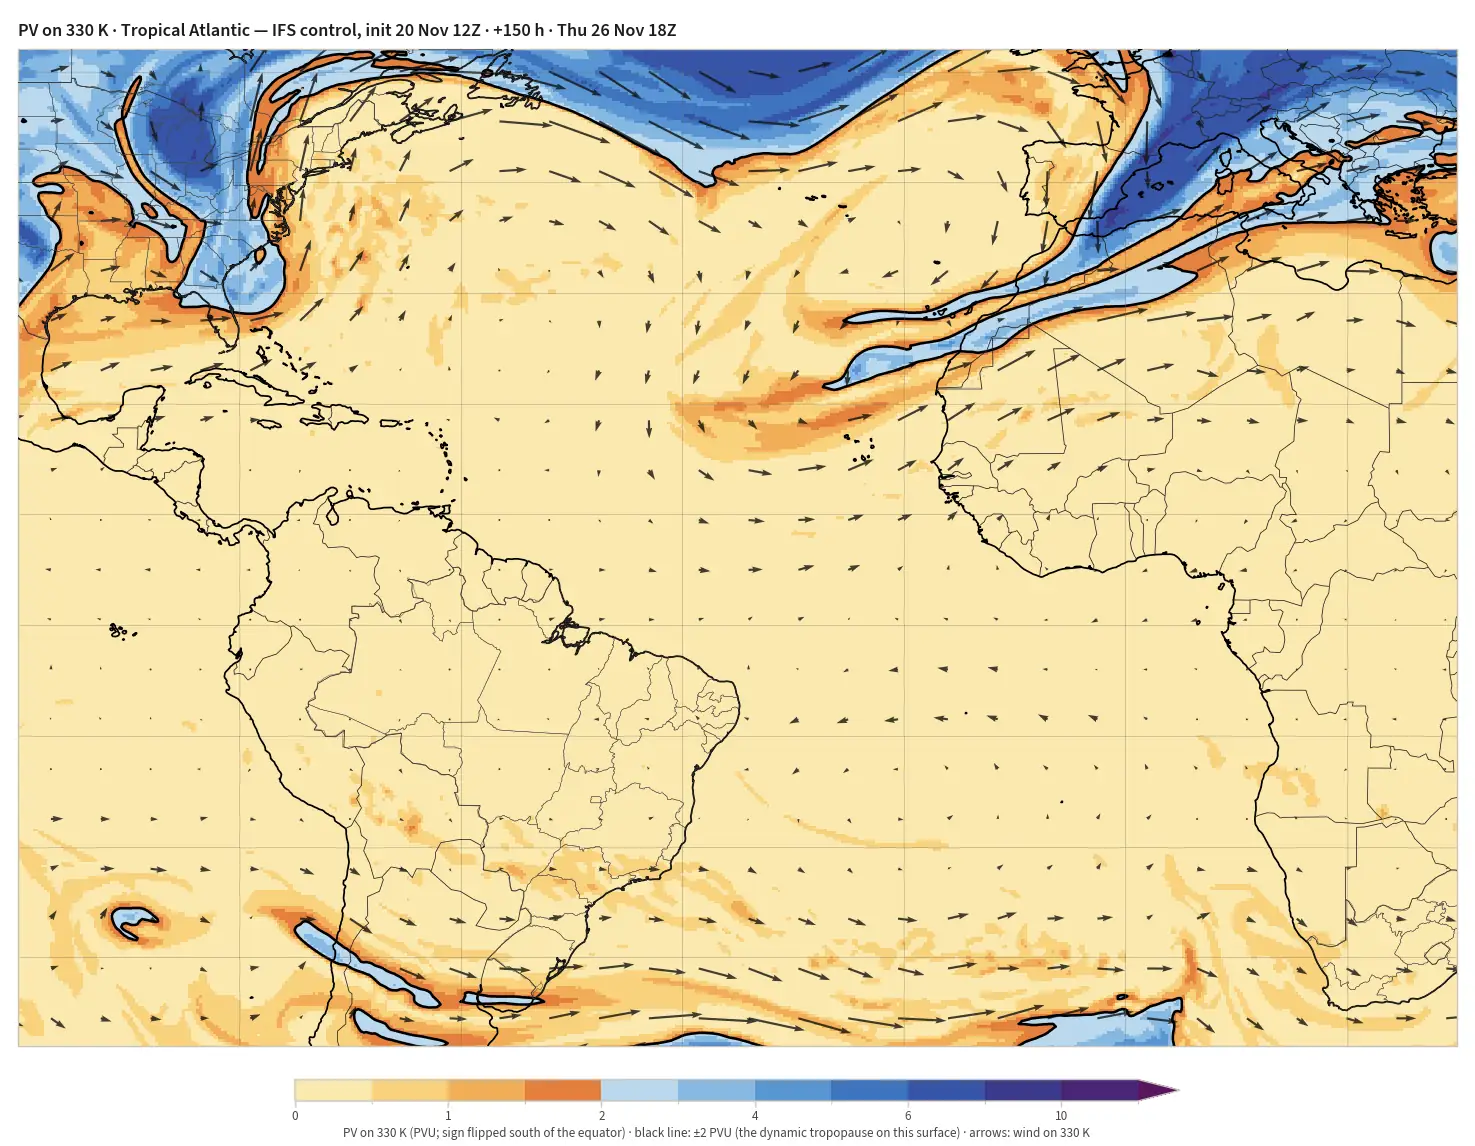 PV on 330 K · Tropical Atlantic — IFS control, init 20 Nov 12Z · +150 h · Thu 26 Nov 18Z
0 1 2 4 6 10
PV on 330 K (PVU; sign flipped south of the equator) · black line: ±2 PVU (the dynamic tropopause on this surface) · arrows: wind on 330 K